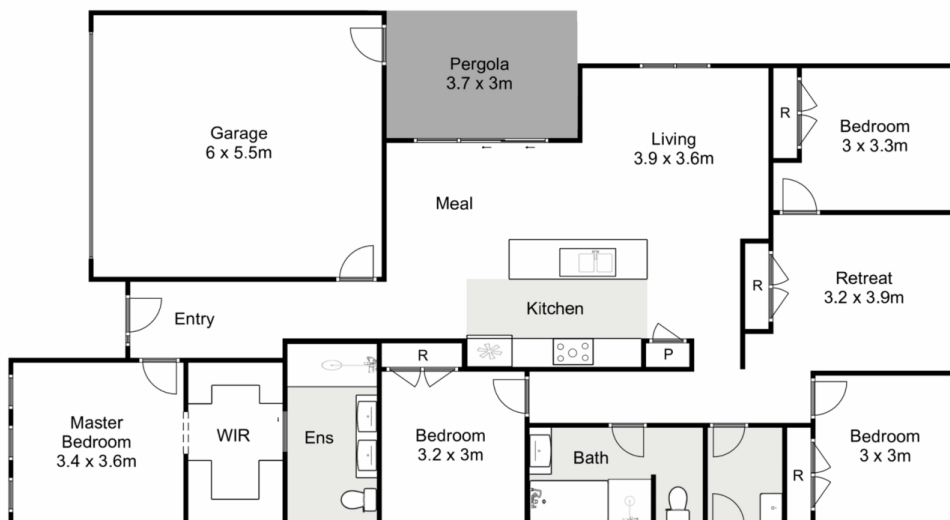 Pergola
3.7 x 3m
Garage
6 x 5.5m
Living
3.9 x 3.6m
R
Bedroom
3 x 3.3m
Meal
R
Retreat
3.2 x 3.9m
Kitchen
Entry
R
P
Master
Bedroom
3.4 x 3.6m
WIR
Ens
Bedroom
3.2 x 3m
Bath
R
Bedroom
3 x 3m